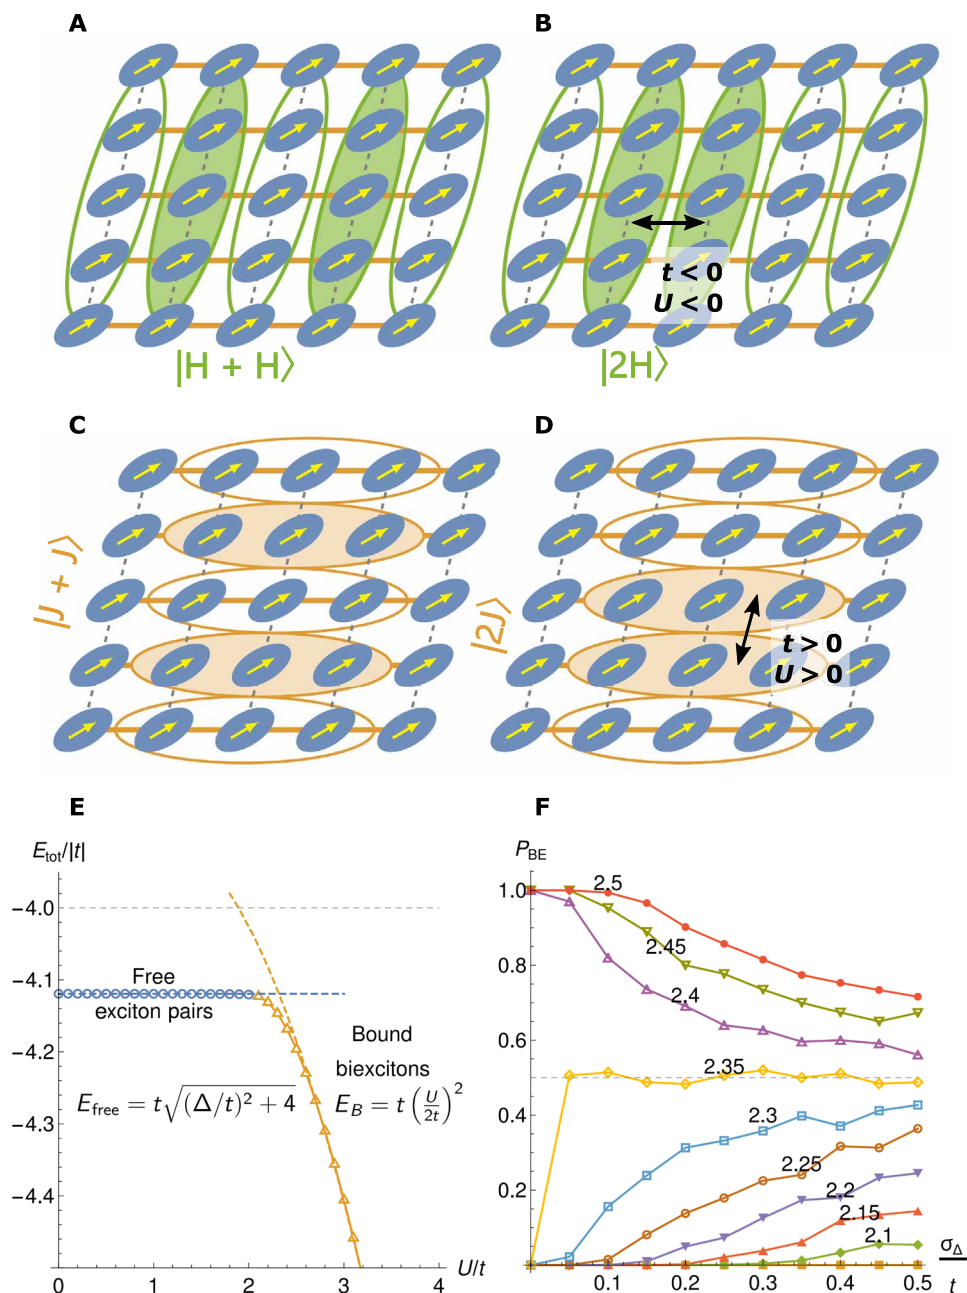 A
B
t < 0
U < 0
|H + H⟩
|2H⟩
C
D
|J + J⟩
|2J⟩
t > 0
U > 0
E
F
E_tot/|t|
−4.0
−4.1
−4.2
−4.3
−4.4
Free
exciton pairs
Bound
biexcitons
E_free = t√((Δ/t)² + 4)
E_B = t (U/2t)²
0
1
2
3
4
U/t
P_BE
1.0
0.8
0.6
0.4
0.2
2.5
2.45
2.4
2.35
2.3
2.25
2.2
2.15
2.1
0.1
0.2
0.3
0.4
0.5
σ_Δ
t